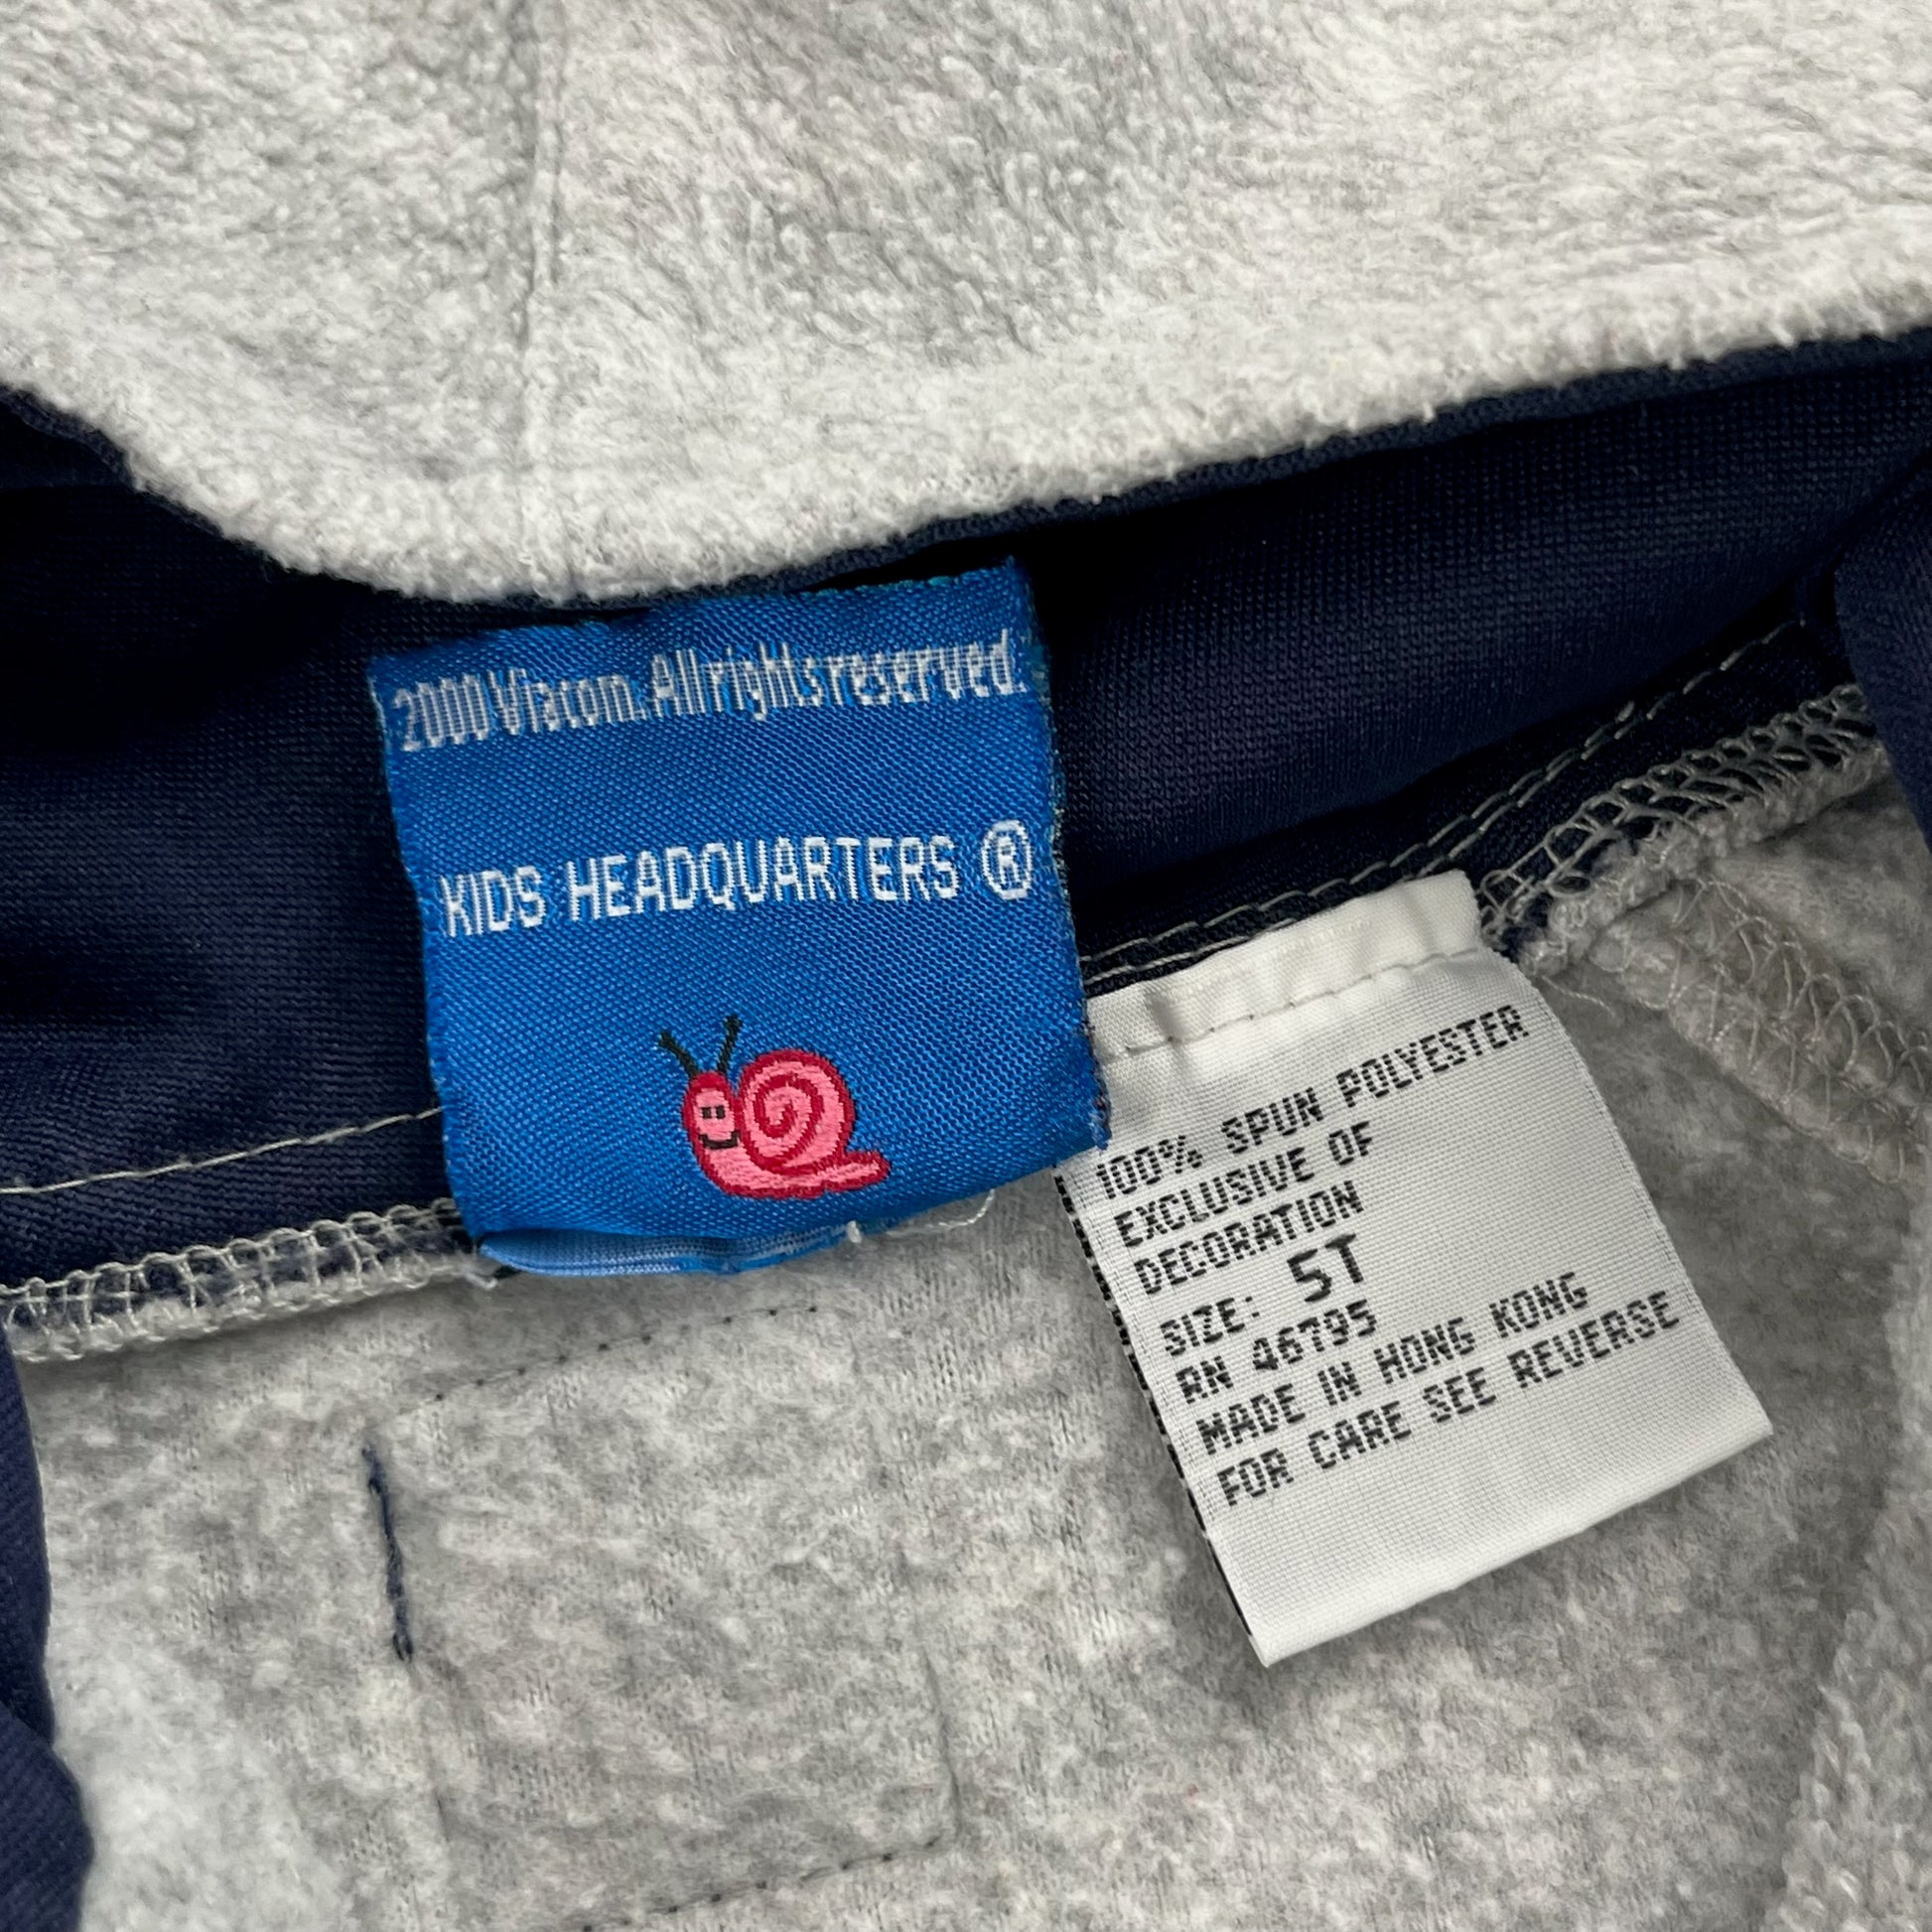 2000 Viacom. All rights reserved.
KIDS HEADQUARTERS ®
100% SPUN POLYESTER
EXCLUSIVE OF
DECORATION
SIZE: 5T
RN 46795
MADE IN HONG KONG
FOR CARE SEE REVERSE